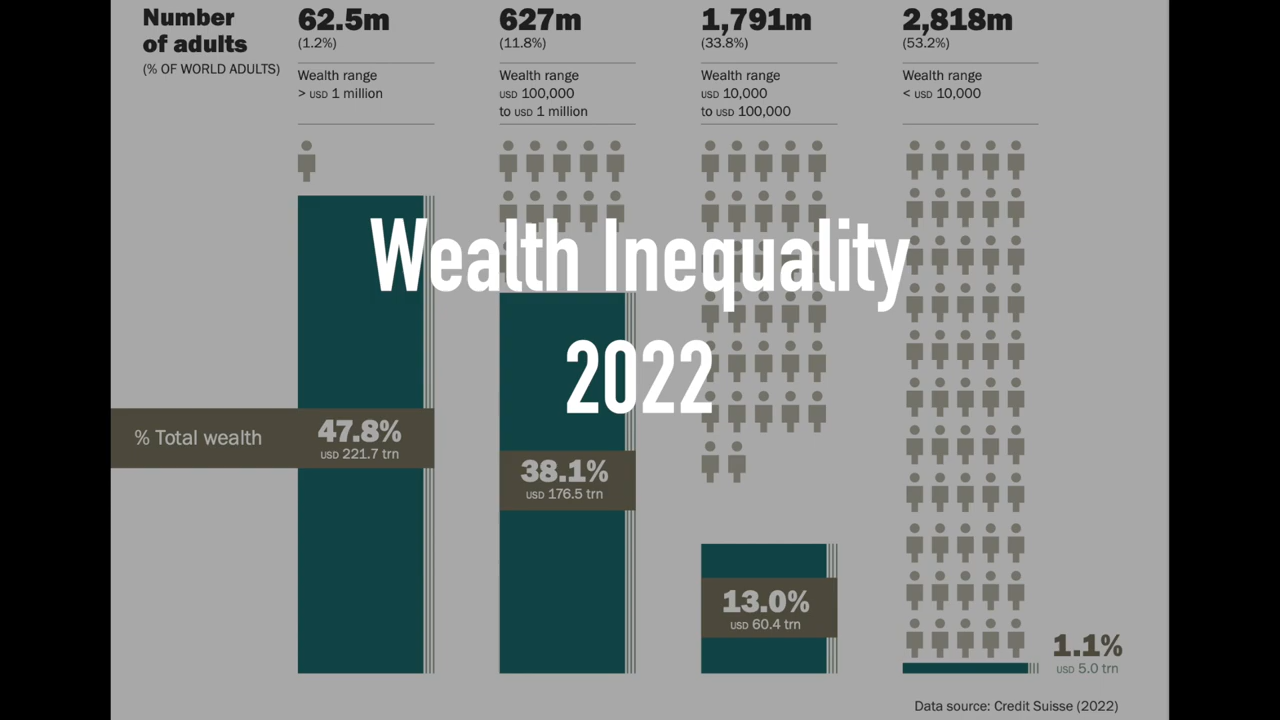 Number
of adults
(% OF WORLD ADULTS)
62.5m
(1.2%)
Wealth range
> USD 1 million
627m
(11.8%)
Wealth range
USD 100,000
to USD 1 million
1,791m
(33.8%)
Wealth range
USD 10,000
to USD 100,000
2,818m
(53.2%)
Wealth range
< USD 10,000
Wealth Inequality
2022
% Total wealth
47.8%
USD 221.7 trn
38.1%
USD 176.5 trn
13.0%
USD 60.4 trn
1.1%
USD 5.0 trn
Data source: Credit Suisse (2022)